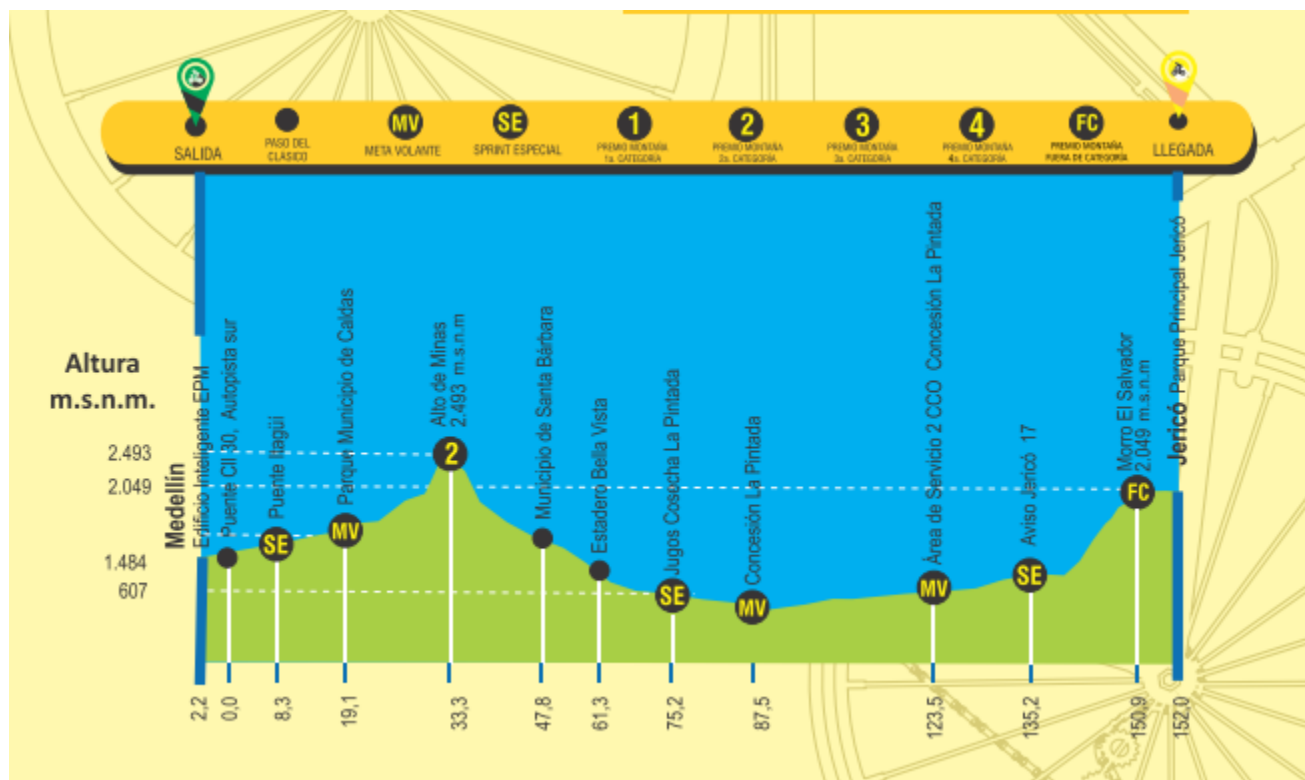 SALIDA
PASO DEL
CLÁSICO
MV
META VOLANTE
SE
SPRINT ESPECIAL
1
PREMIO MONTAÑA
1a. CATEGORÍA
2
PREMIO MONTAÑA
2a. CATEGORÍA
3
PREMIO MONTAÑA
3a. CATEGORÍA
4
PREMIO MONTAÑA
4a. CATEGORÍA
FC
PREMIO MONTAÑA
FUERA DE CATEGORÍA
LLEGADA
Altura
m.s.n.m.
2.493
2.049
1.484
607
Medellín
Edificio Inteligente EPM
Puente Cll 30, Autopista sur
Puente Itagüi
SE
Parque Municipio de Caldas
MV
Alto de Minas
2.493 m.s.n.m
2
Municipio de Santa Bárbara
Estadero Bella Vista
Jugos Cosecha La Pintada
SE
Concesión La Pintada
MV
Área de Servicio 2 CCO Concesión La Pintada
MV
Aviso Jericó 17
SE
Morro El Salvador
2.049 m.s.n.m
FC
Jericó Parque Principal Jericó
2,2
0,0
8,3
19,1
33,3
47,8
61,3
75,2
87,5
123,5
135,2
150,9
152,0